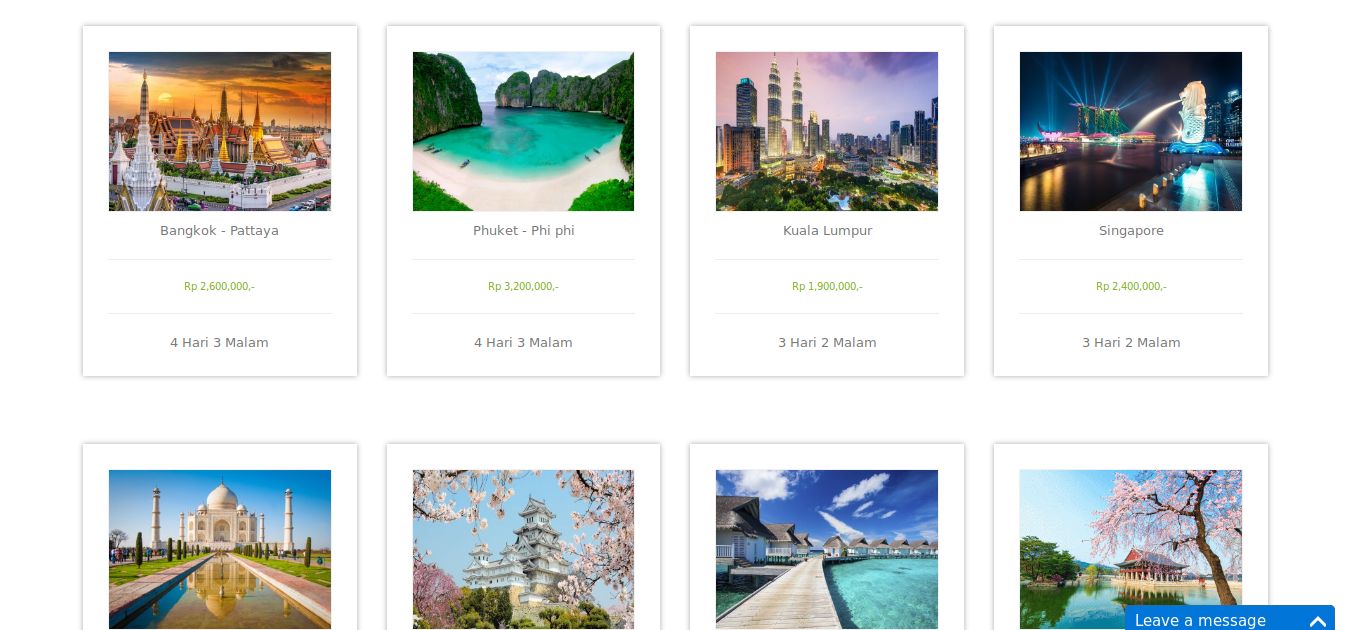 Bangkok - Pattaya
Rp 2,600,000,-
4 Hari 3 Malam
Phuket - Phi phi
Rp 3,200,000,-
4 Hari 3 Malam
Kuala Lumpur
Rp 1,900,000,-
3 Hari 2 Malam
Singapore
Rp 2,400,000,-
3 Hari 2 Malam
Leave a message